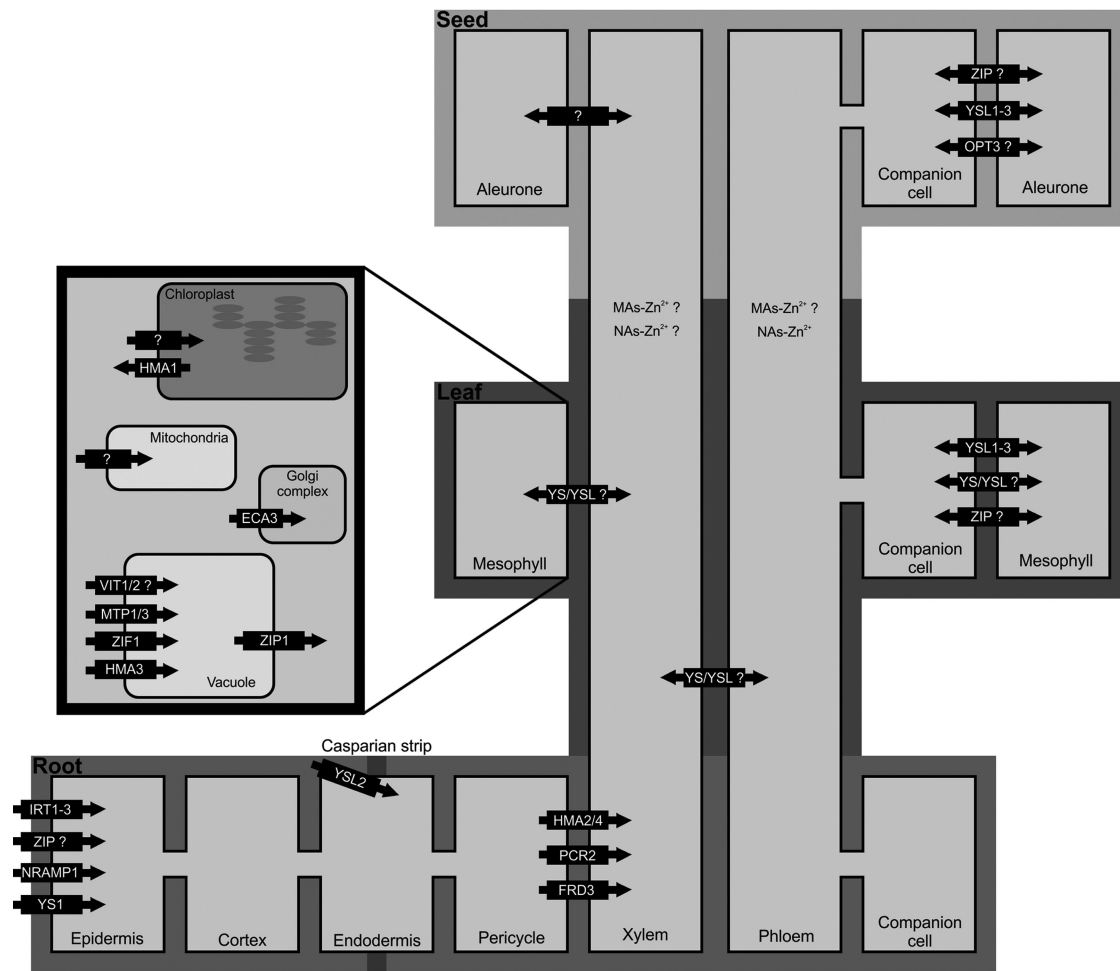 Seed
ZIP ?
YSL1-3
OPT3 ?
?
Aleurone
Companion
cell
Aleurone
MAs-Zn²⁺ ?
NAs-Zn²⁺ ?
MAs-Zn²⁺ ?
NAs-Zn²⁺
Chloroplast
?
HMA1
Mitochondria
?
Golgi
complex
ECA3
VIT1/2 ?
MTP1/3
ZIF1
HMA3
ZIP1
Vacuole
Leaf
YS/YSL ?
Mesophyll
YSL1-3
YS/YSL ?
ZIP ?
Companion
cell
Mesophyll
YS/YSL ?
Casparian strip
Root
YSL2
IRT1-3
ZIP ?
NRAMP1
YS1
HMA2/4
PCR2
FRD3
Epidermis
Cortex
Endodermis
Pericycle
Xylem
Phloem
Companion
cell